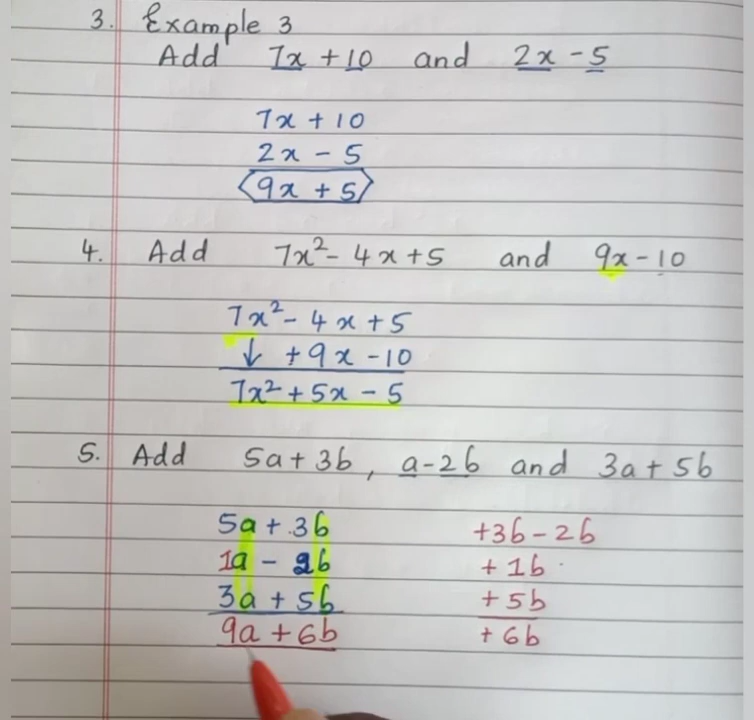 3. Example 3
Add 7x + 10 and 2x - 5
7x + 10
2x - 5
9x + 5
4. Add 7x² - 4x + 5 and 9x - 10
7x² - 4x + 5
↓ + 9x - 10
7x² + 5x - 5
5. Add 5a + 3b, a - 2b and 3a + 5b
5a + 3b
1a - 2b
3a + 5b
9a + 6b
+3b - 2b
+ 1b
+ 5b
+ 6b